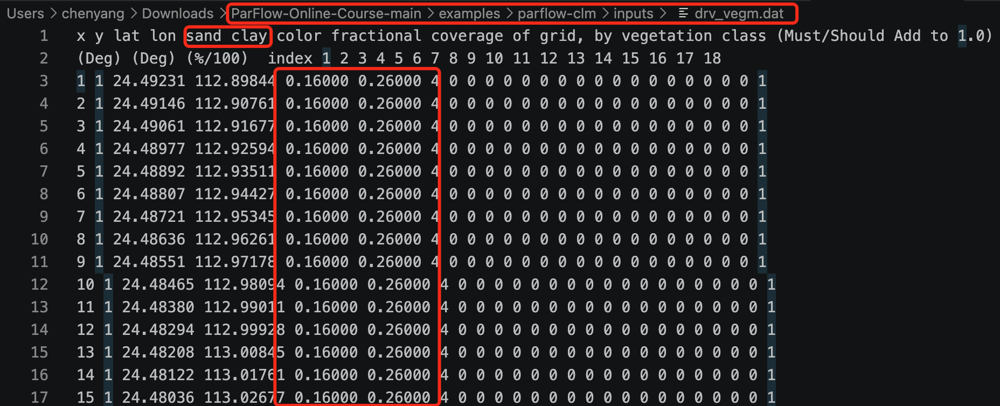 Users > chenyang > Downloads > ParFlow-Online-Course-main > examples > parflow-clm > inputs > drv_vegm.dat
1 x y lat lon sand clay color fractional coverage of grid, by vegetation class (Must/Should Add to 1.0)
2 (Deg) (Deg) (%/100)  index 1 2 3 4 5 6 7 8 9 10 11 12 13 14 15 16 17 18
3 1 1 24.49231 112.89844 0.16000 0.26000 4 0 0 0 0 0 0 0 0 0 0 0 0 0 0 0 0 0 1
4 2 1 24.49146 112.90761 0.16000 0.26000 4 0 0 0 0 0 0 0 0 0 0 0 0 0 0 0 0 0 1
5 3 1 24.49061 112.91677 0.16000 0.26000 4 0 0 0 0 0 0 0 0 0 0 0 0 0 0 0 0 0 1
6 4 1 24.48977 112.92594 0.16000 0.26000 4 0 0 0 0 0 0 0 0 0 0 0 0 0 0 0 0 0 1
7 5 1 24.48892 112.93511 0.16000 0.26000 4 0 0 0 0 0 0 0 0 0 0 0 0 0 0 0 0 0 1
8 6 1 24.48807 112.94427 0.16000 0.26000 4 0 0 0 0 0 0 0 0 0 0 0 0 0 0 0 0 0 1
9 7 1 24.48721 112.95345 0.16000 0.26000 4 0 0 0 0 0 0 0 0 0 0 0 0 0 0 0 0 0 1
10 8 1 24.48636 112.96261 0.16000 0.26000 4 0 0 0 0 0 0 0 0 0 0 0 0 0 0 0 0 0 1
11 9 1 24.48551 112.97178 0.16000 0.26000 4 0 0 0 0 0 0 0 0 0 0 0 0 0 0 0 0 0 1
12 10 1 24.48465 112.98094 0.16000 0.26000 4 0 0 0 0 0 0 0 0 0 0 0 0 0 0 0 0 0 1
13 11 1 24.48380 112.99011 0.16000 0.26000 4 0 0 0 0 0 0 0 0 0 0 0 0 0 0 0 0 0 1
14 12 1 24.48294 112.99928 0.16000 0.26000 4 0 0 0 0 0 0 0 0 0 0 0 0 0 0 0 0 0 1
15 13 1 24.48208 113.00845 0.16000 0.26000 4 0 0 0 0 0 0 0 0 0 0 0 0 0 0 0 0 0 1
16 14 1 24.48122 113.01761 0.16000 0.26000 4 0 0 0 0 0 0 0 0 0 0 0 0 0 0 0 0 0 1
17 15 1 24.48036 113.02677 0.16000 0.26000 4 0 0 0 0 0 0 0 0 0 0 0 0 0 0 0 0 0 1